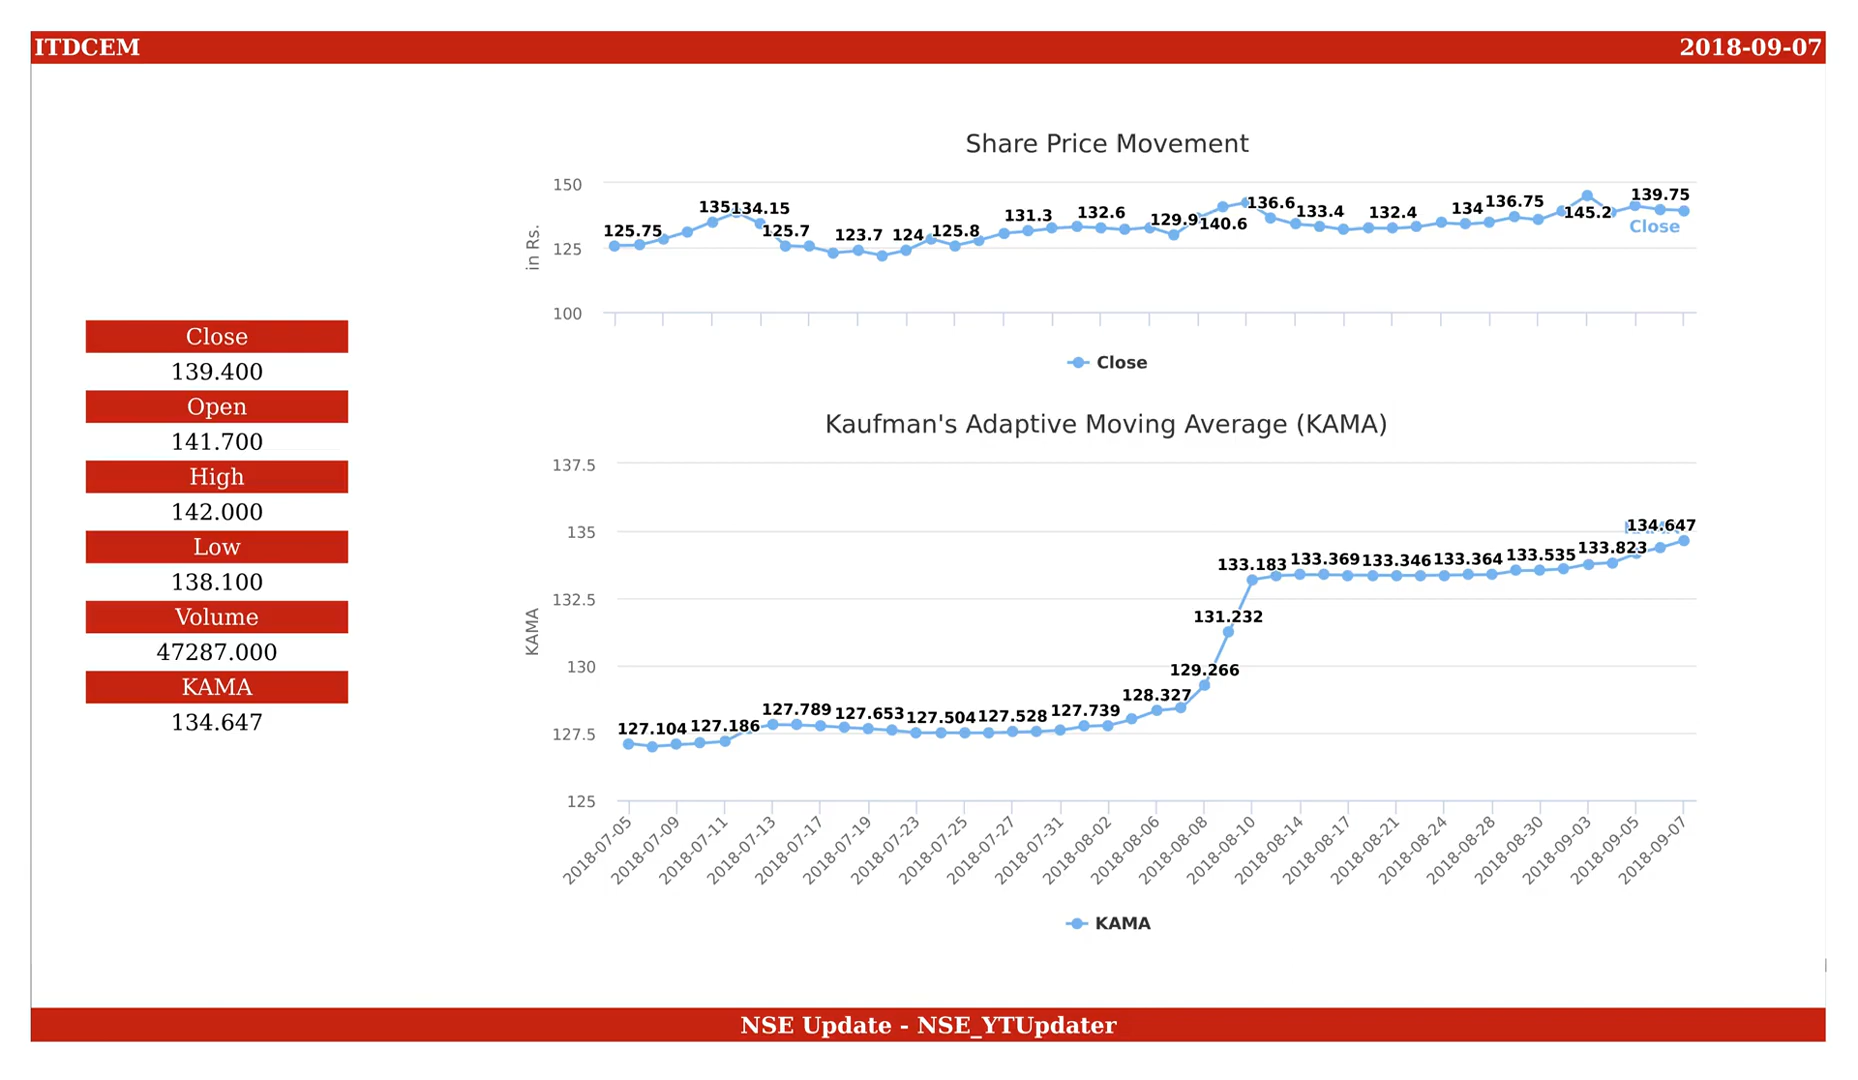 ITDCEM 2018-09-07
Close
139.400
Open
141.700
High
142.000
Low
138.100
Volume
47287.000
KAMA
134.647
Share Price Movement
in Rs.
150
125
100
125.75 135 134.15 125.7 123.7 124 125.8 131.3 132.6 129.9 140.6 136.6 133.4 132.4 134 136.75 145.2 139.75
Close
Close
Kaufman's Adaptive Moving Average (KAMA)
KAMA
137.5
135
132.5
130
127.5
125
127.104 127.186 127.789 127.653 127.504 127.528 127.739 128.327 129.266 131.232 133.183 133.369 133.346 133.364 133.535 133.823 134.647
2018-07-05 2018-07-09 2018-07-11 2018-07-13 2018-07-17 2018-07-19 2018-07-23 2018-07-25 2018-07-27 2018-07-31 2018-08-02 2018-08-06 2018-08-08 2018-08-10 2018-08-14 2018-08-17 2018-08-21 2018-08-24 2018-08-28 2018-08-30 2018-09-03 2018-09-05 2018-09-07
KAMA
NSE Update - NSE_YTUpdater